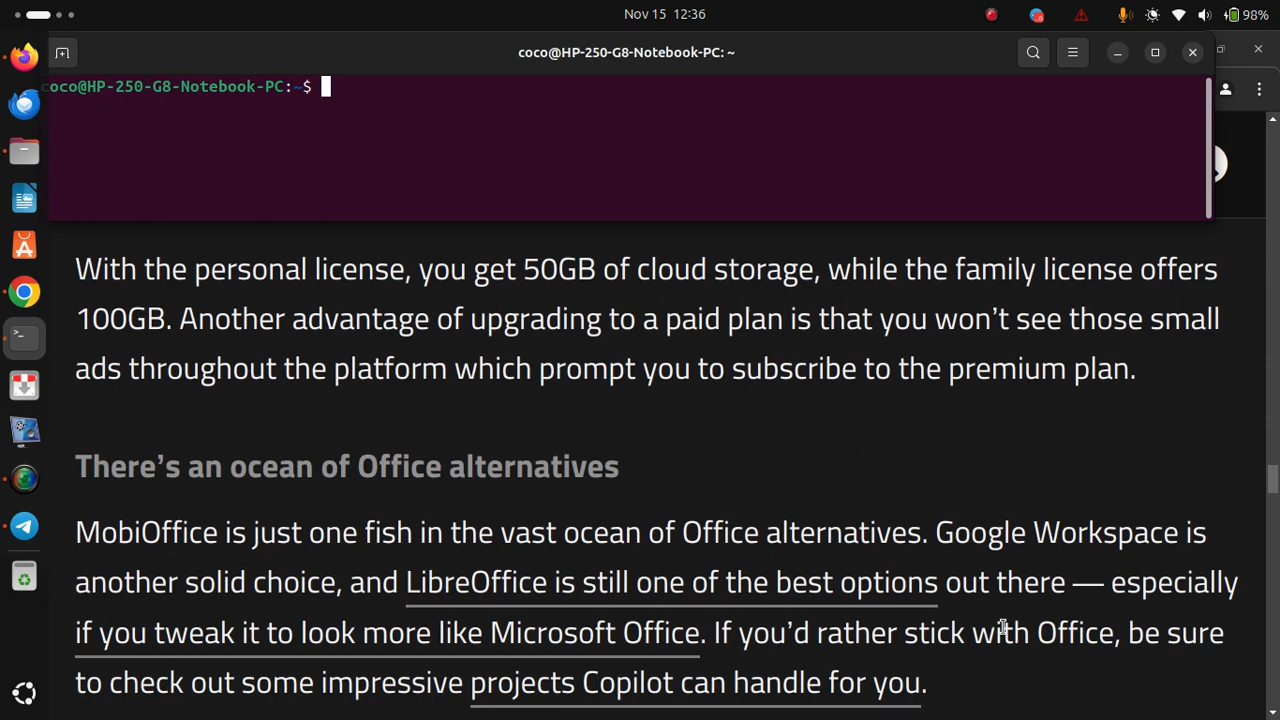 Nov 15 12:36
98%
coco@HP-250-G8-Notebook-PC: ~
coco@HP-250-G8-Notebook-PC:~$
With the personal license, you get 50GB of cloud storage, while the family license offers
100GB. Another advantage of upgrading to a paid plan is that you won’t see those small
ads throughout the platform which prompt you to subscribe to the premium plan.
There’s an ocean of Office alternatives
MobiOffice is just one fish in the vast ocean of Office alternatives. Google Workspace is
another solid choice, and LibreOffice is still one of the best options out there — especially
if you tweak it to look more like Microsoft Office. If you’d rather stick with Office, be sure
to check out some impressive projects Copilot can handle for you.